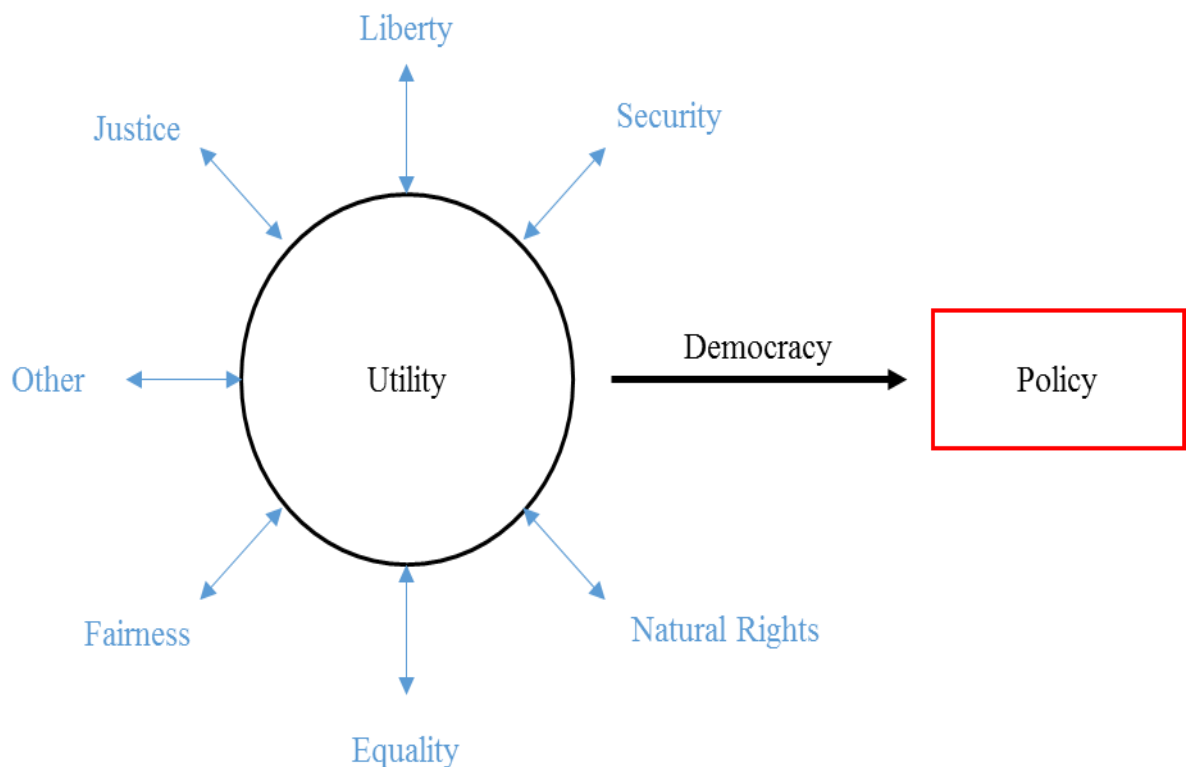 Liberty
Justice
Security
Democracy
Other
Utility
Policy
Fairness
Natural Rights
Equality